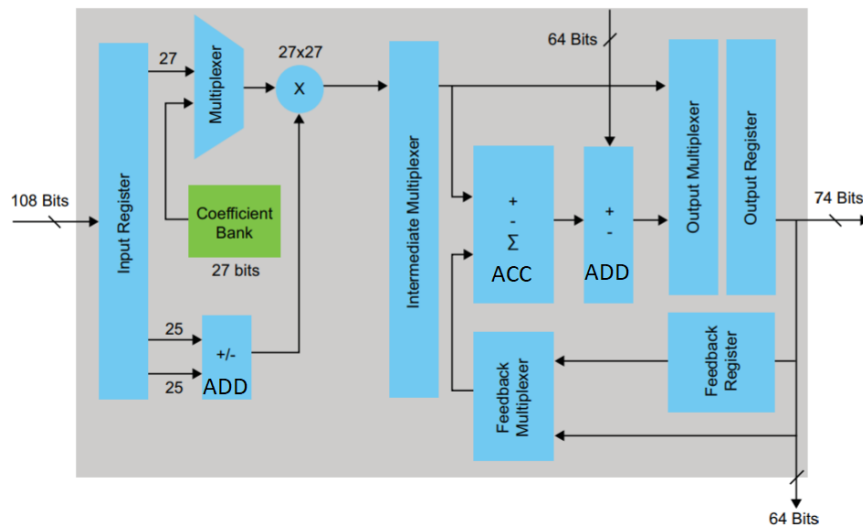 108 Bits
Input Register
27
Multiplexer
27x27
X
Coefficient
Bank
27 bits
25
25
+/-
ADD
Intermediate Multiplexer
64 Bits
+
-
Σ
ACC
+
-
ADD
Output Multiplexer
Output Register
74 Bits
Feedback
Multiplexer
Feedback
Register
64 Bits